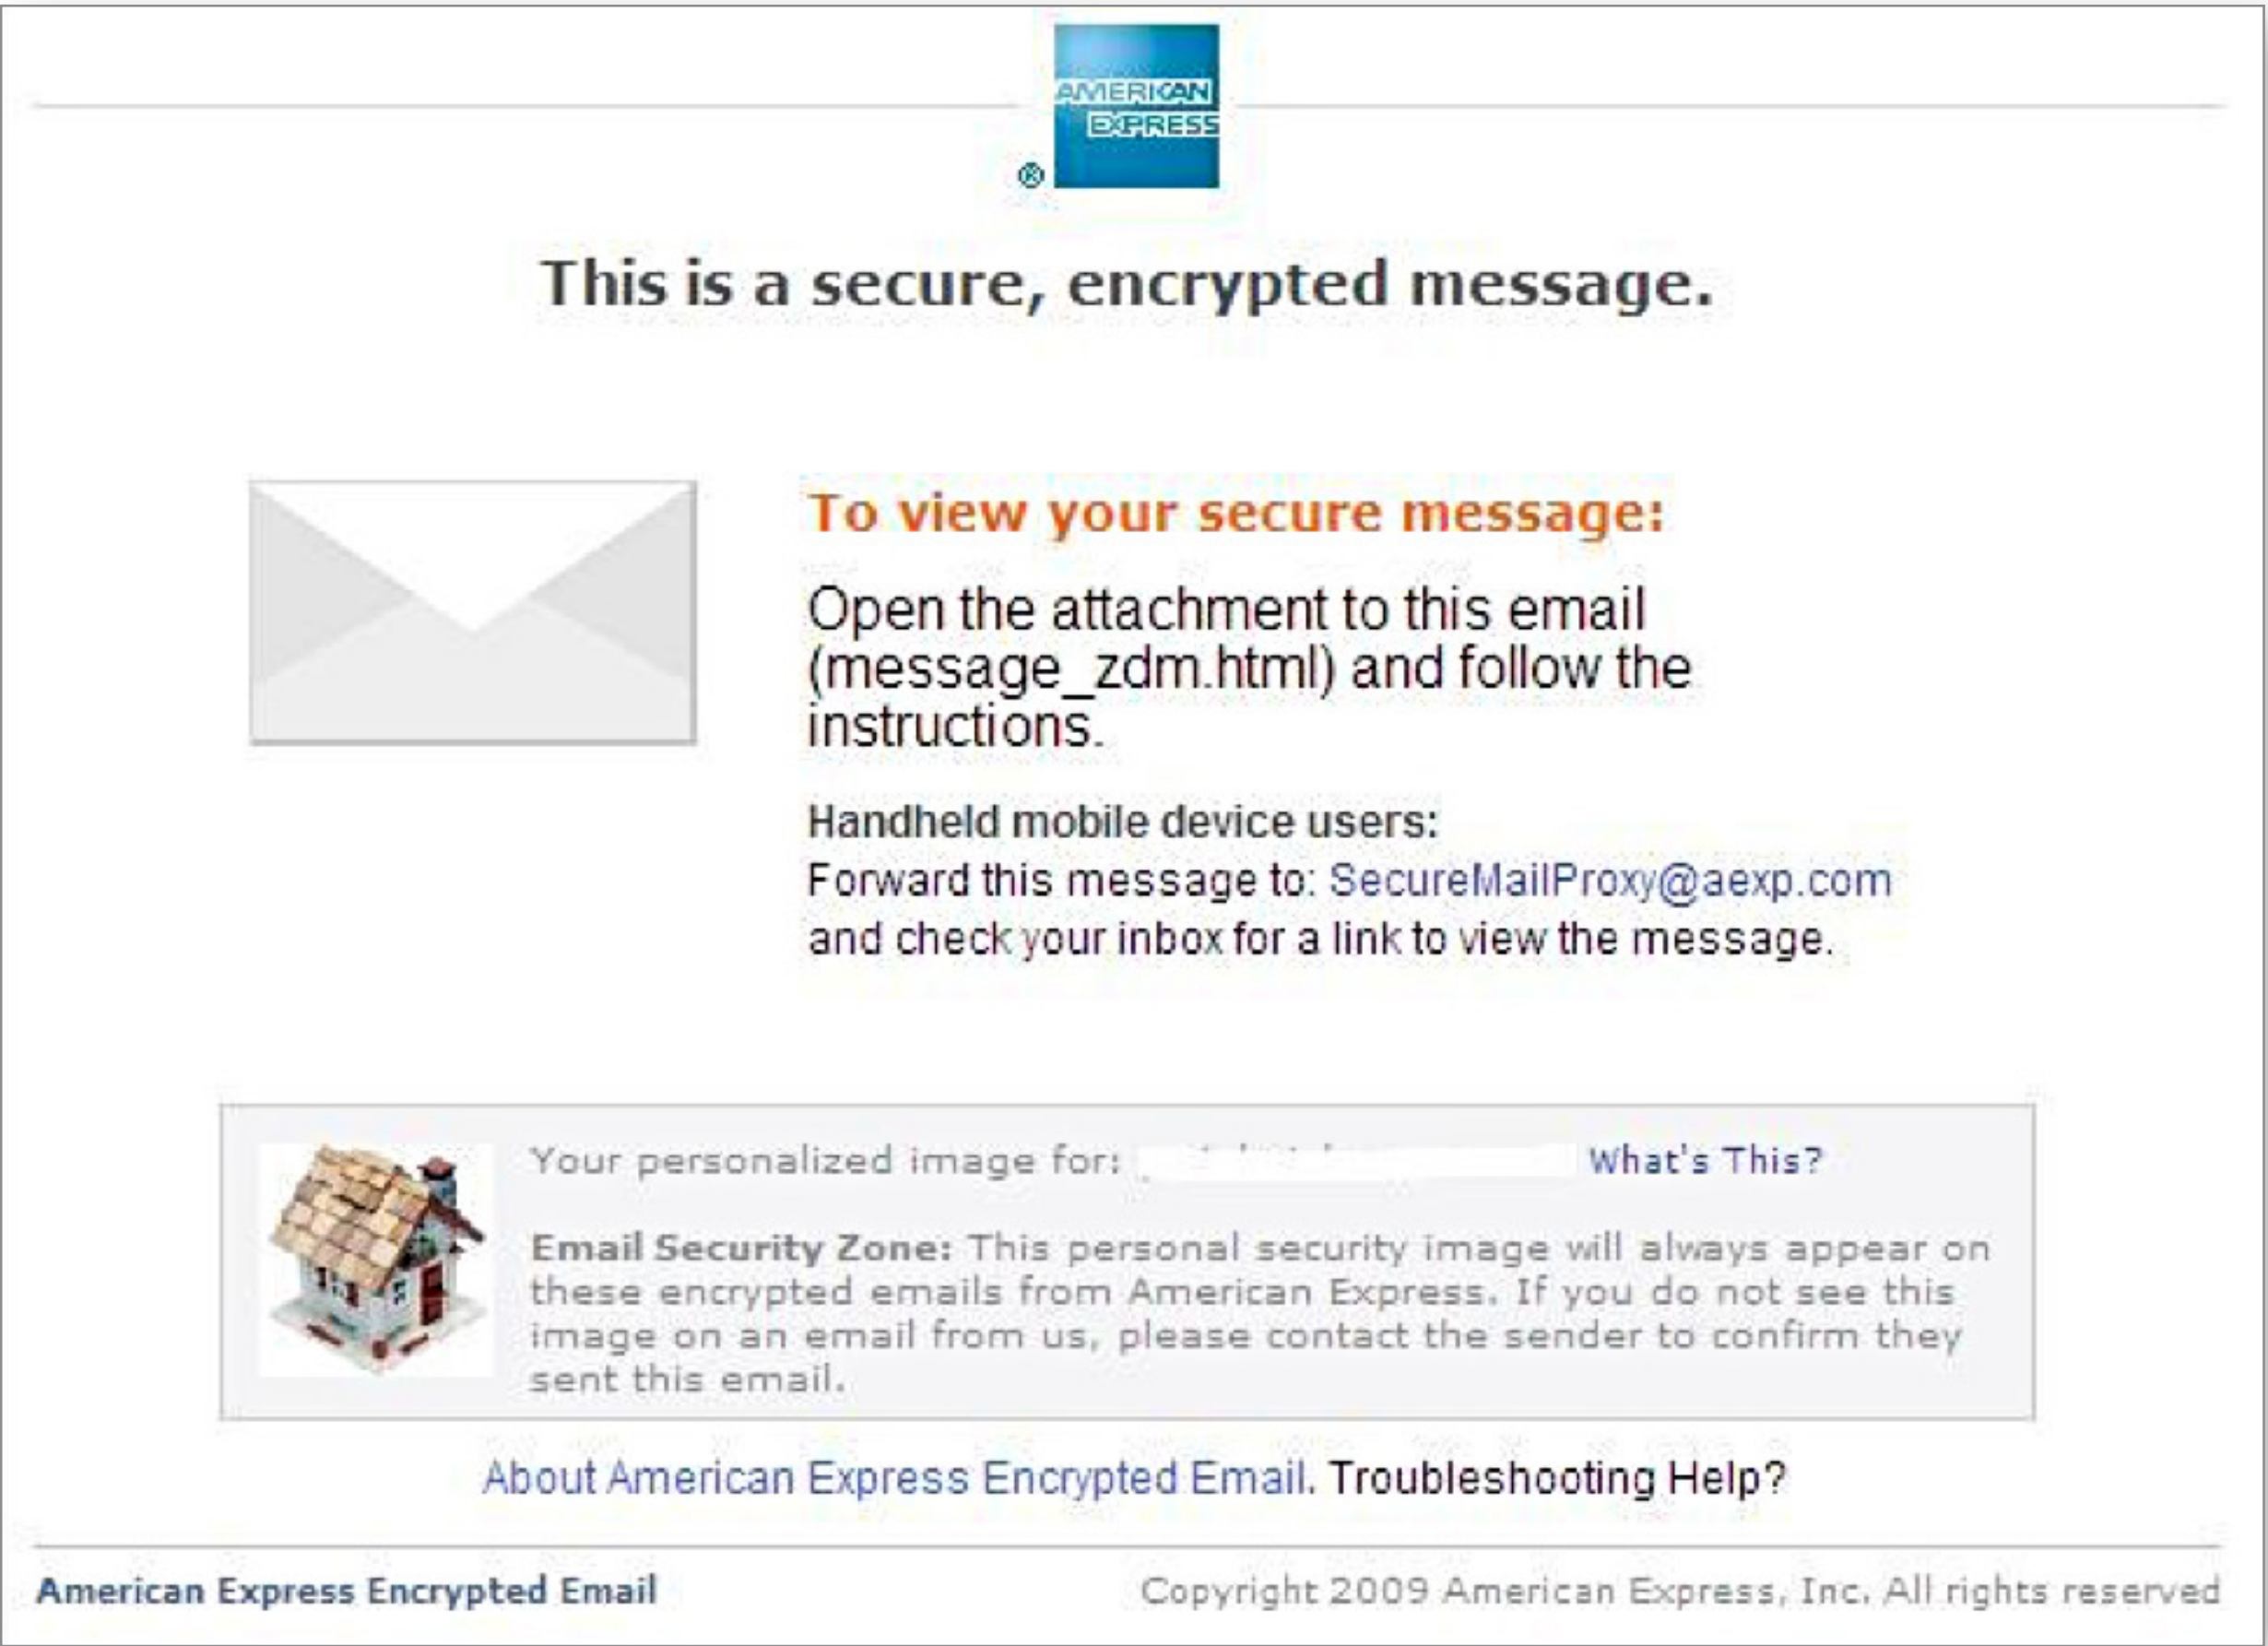 AMERICAN
EXPRESS
®
This is a secure, encrypted message.
To view your secure message:
Open the attachment to this email
(message_zdm.html) and follow the
instructions.
Handheld mobile device users:
Forward this message to: SecureMailProxy@aexp.com
and check your inbox for a link to view the message.
Your personalized image for: What's This?
Email Security Zone: This personal security image will always appear on
these encrypted emails from American Express. If you do not see this
image on an email from us, please contact the sender to confirm they
sent this email.
About American Express Encrypted Email. Troubleshooting Help?
American Express Encrypted Email Copyright 2009 American Express, Inc. All rights reserved